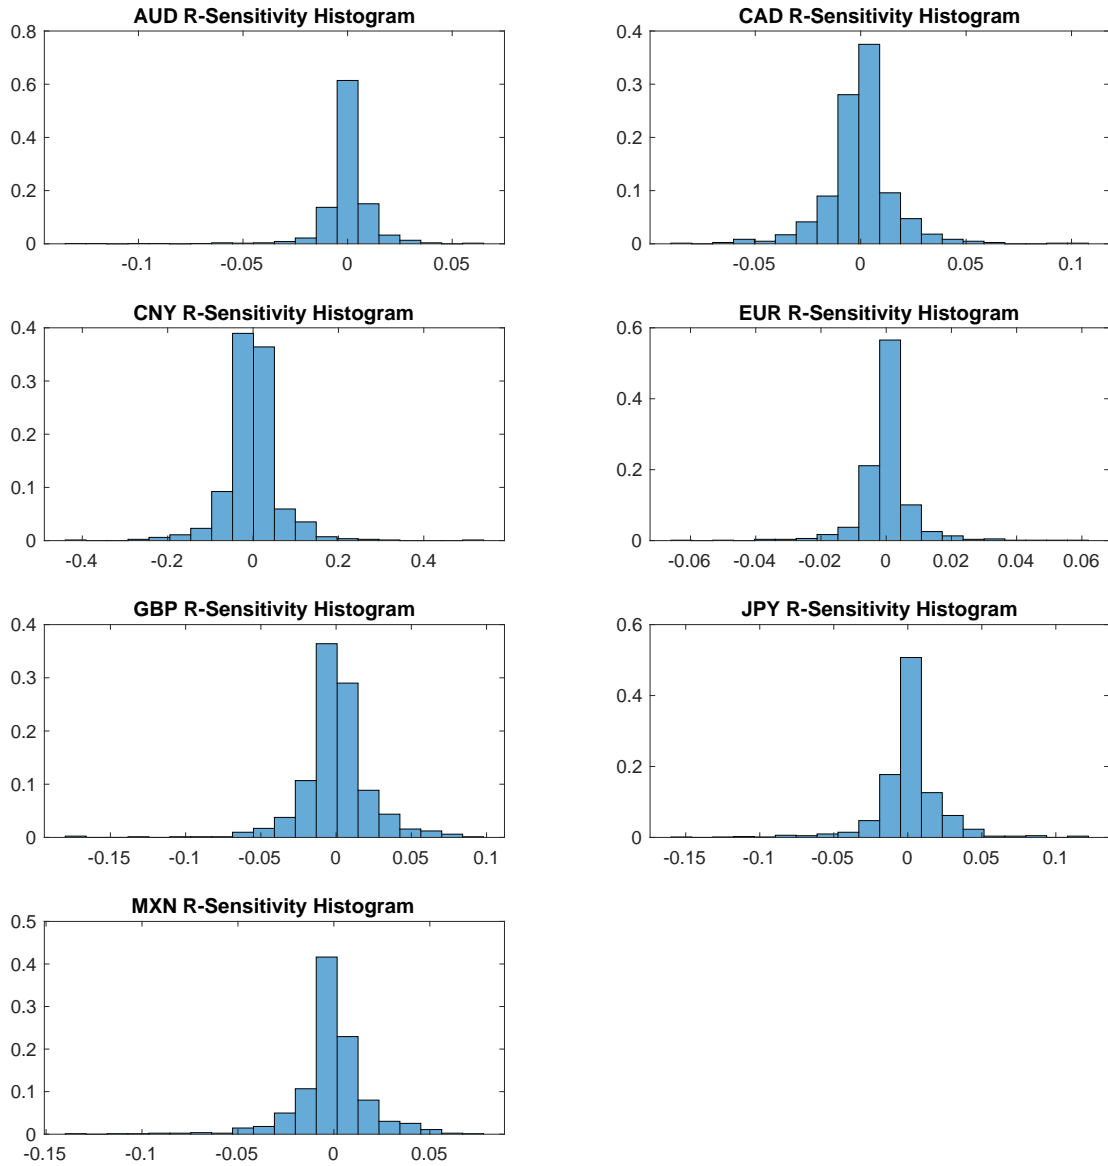 AUD R-Sensitivity Histogram
0.8
0.6
0.4
0.2
0
-0.1 -0.05 0 0.05
CAD R-Sensitivity Histogram
0.4
0.3
0.2
0.1
0
-0.05 0 0.05 0.1
CNY R-Sensitivity Histogram
0.4
0.3
0.2
0.1
0
-0.4 -0.2 0 0.2 0.4
EUR R-Sensitivity Histogram
0.6
0.4
0.2
0
-0.06 -0.04 -0.02 0 0.02 0.04 0.06
GBP R-Sensitivity Histogram
0.4
0.3
0.2
0.1
0
-0.15 -0.1 -0.05 0 0.05 0.1
JPY R-Sensitivity Histogram
0.6
0.4
0.2
0
-0.15 -0.1 -0.05 0 0.05 0.1
MXN R-Sensitivity Histogram
0.5
0.4
0.3
0.2
0.1
0
-0.15 -0.1 -0.05 0 0.05